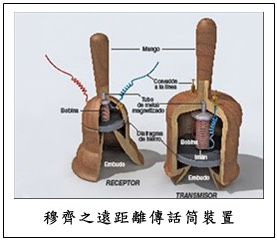 Mango
Conexión
a la línea
Tubo
de metal
magnetizado
Bobina
Diafragma
de hierro
Bobina
Imán
Embudo
Embudo
RECEPTOR
TRANSMISOR
穆齊之遠距離傳話筒裝置